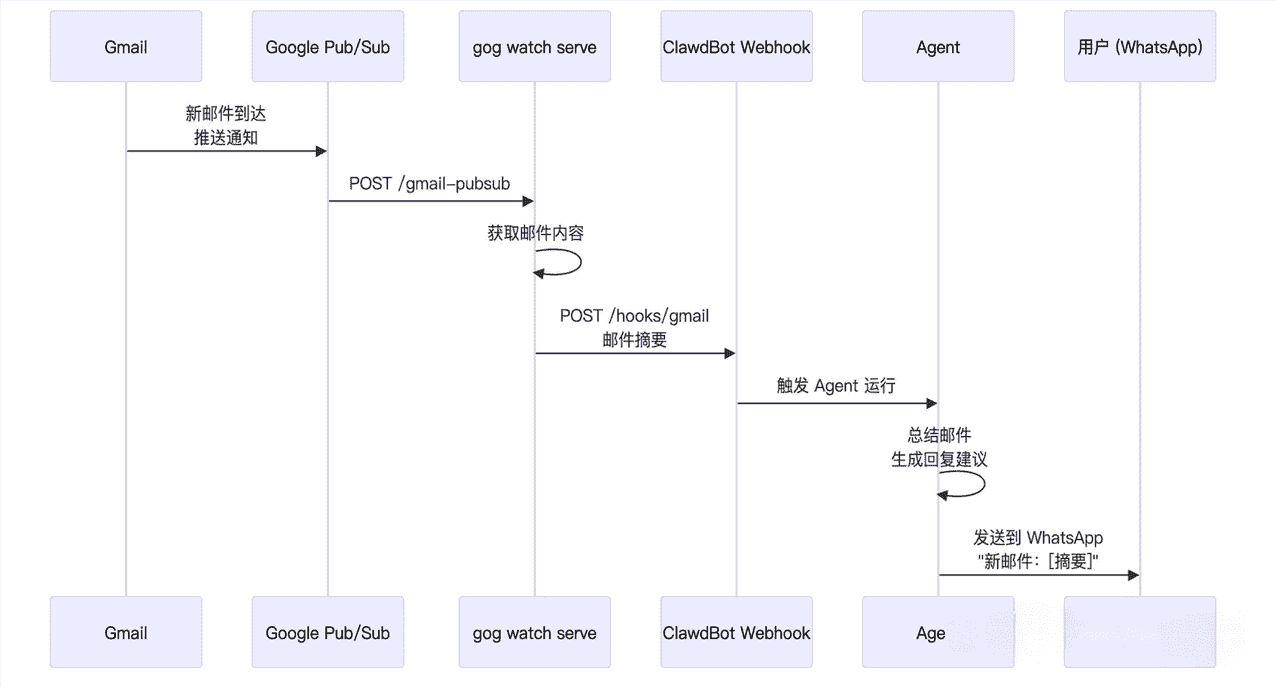 Gmail
Google Pub/Sub
gog watch serve
ClawdBot Webhook
Agent
用户 (WhatsApp)
新邮件到达
推送通知
POST /gmail-pubsub
获取邮件内容
POST /hooks/gmail
邮件摘要
触发 Agent 运行
总结邮件
生成回复建议
发送到 WhatsApp
"新邮件：[摘要]"
Gmail
Google Pub/Sub
gog watch serve
ClawdBot Webhook
Age